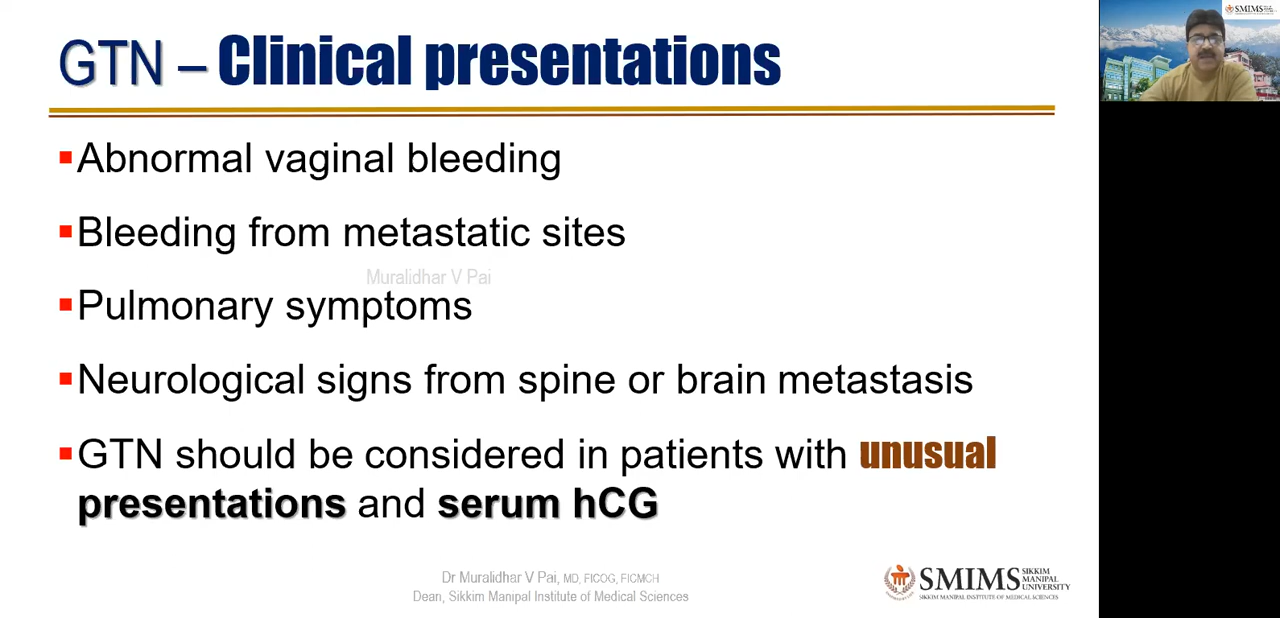 GTN – Clinical presentations
Abnormal vaginal bleeding
Bleeding from metastatic sites
Muralidhar V Pai
Pulmonary symptoms
Neurological signs from spine or brain metastasis
GTN should be considered in patients with unusual
presentations and serum hCG
Dr Muralidhar V Pai, MD, FICOG, FICMCH
Dean, Sikkim Manipal Institute of Medical Sciences
SMIMS
SIKKIM
MANIPAL
UNIVERSITY
SIKKIM MANIPAL INSTITUTE OF MEDICAL SCIENCES
SMIMS